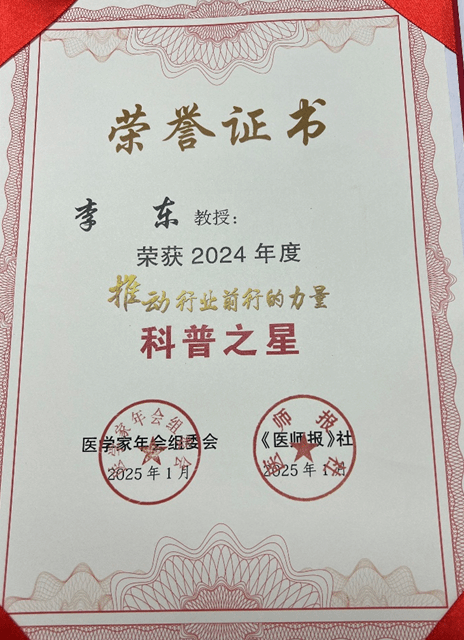 荣誉证书
李 东 教授：
荣获 2024 年度
推动行业前行的力量
科普之星
医学家年会组委会 《医师报》社
2025 年 1 月 2025 年 1 月